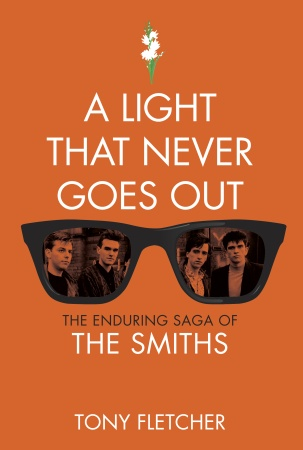 A LIGHT
THAT NEVER
GOES OUT
THE ENDURING SAGA OF
THE SMITHS
TONY FLETCHER